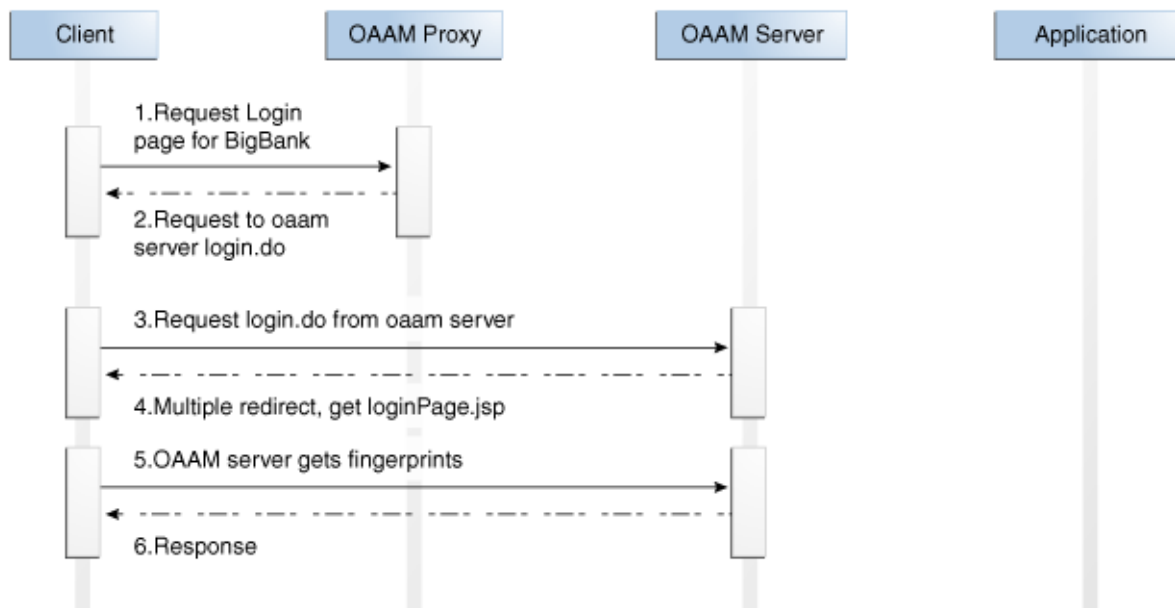 Client
OAAM Proxy
OAAM Server
Application
1.Request Login
page for BigBank
2.Request to oaam
server login.do
3.Request login.do from oaam server
4.Multiple redirect, get loginPage.jsp
5.OAAM server gets fingerprints
6.Response